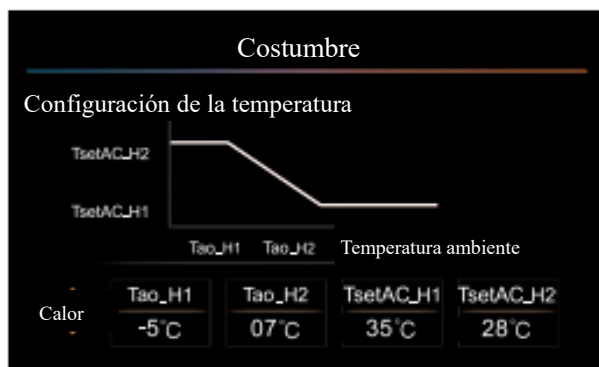 Costumbre
Configuración de la temperatura
TsetAC_H2
TsetAC_H1
Tao_H1 Tao_H2 Temperatura ambiente
Calor
Tao_H1 Tao_H2 TsetAC_H1 TsetAC_H2
-5°C 07°C 35°C 28°C